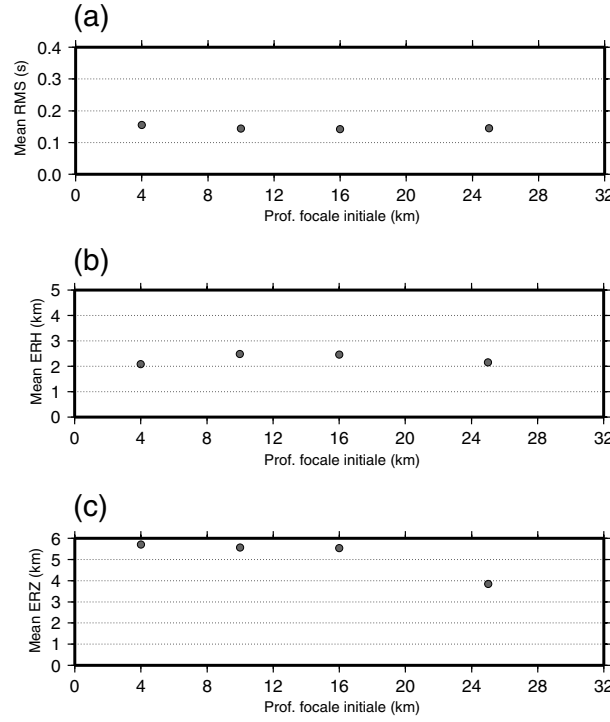 (a)
0.4
0.3
0.2
0.1
0.0
Mean RMS (s)
0 4 8 12 16 20 24 28 32
Prof. focale initiale (km)
(b)
5
4
3
2
1
0
Mean ERH (km)
0 4 8 12 16 20 24 28 32
Prof. focale initiale (km)
(c)
6
5
4
3
2
1
0
Mean ERZ (km)
0 4 8 12 16 20 24 28 32
Prof. focale initiale (km)